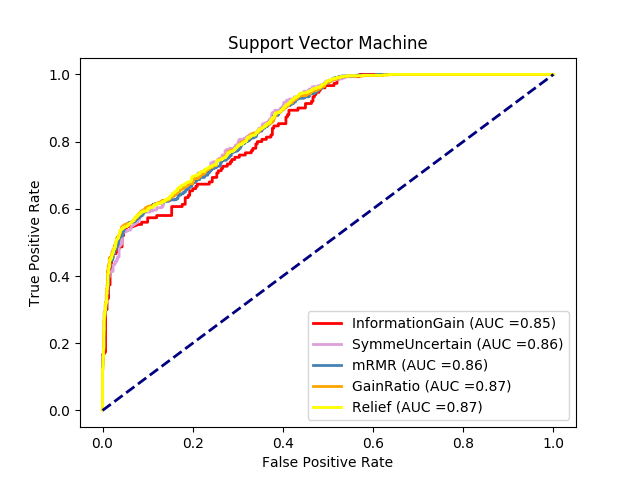 Support Vector Machine
True Positive Rate
1.0
0.8
0.6
0.4
0.2
0.0
InformationGain (AUC =0.85)
SymmeUncertain (AUC =0.86)
mRMR (AUC =0.86)
GainRatio (AUC =0.87)
Relief (AUC =0.87)
0.0 0.2 0.4 0.6 0.8 1.0
False Positive Rate